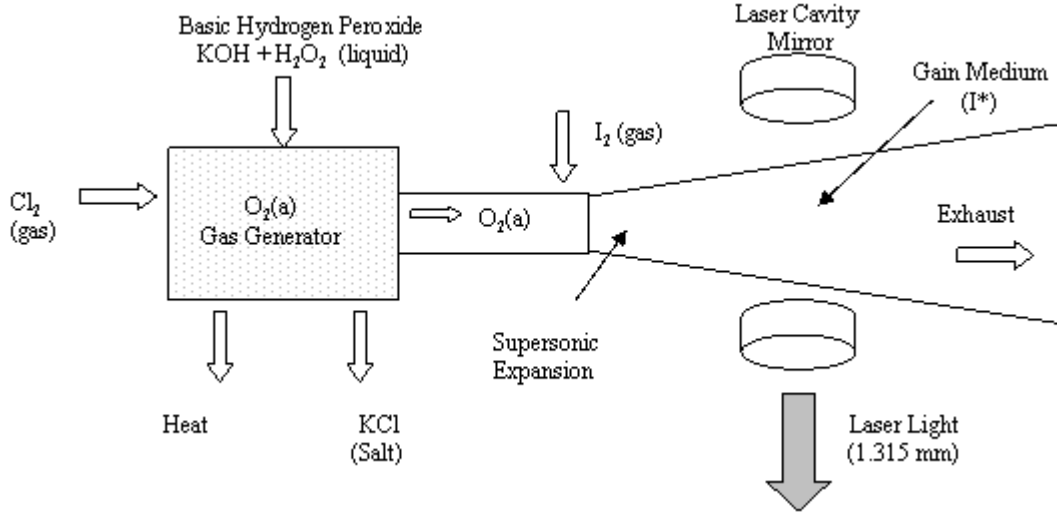 Basic Hydrogen Peroxide
KOH + H₂O₂ (liquid)
Laser Cavity
Mirror
Gain Medium
(I*)
I₂ (gas)
Cl₂
(gas)
O₂(a)
Gas Generator
O₂(a)
Exhaust
Supersonic
Expansion
Heat
KCl
(Salt)
Laser Light
(1.315 mm)